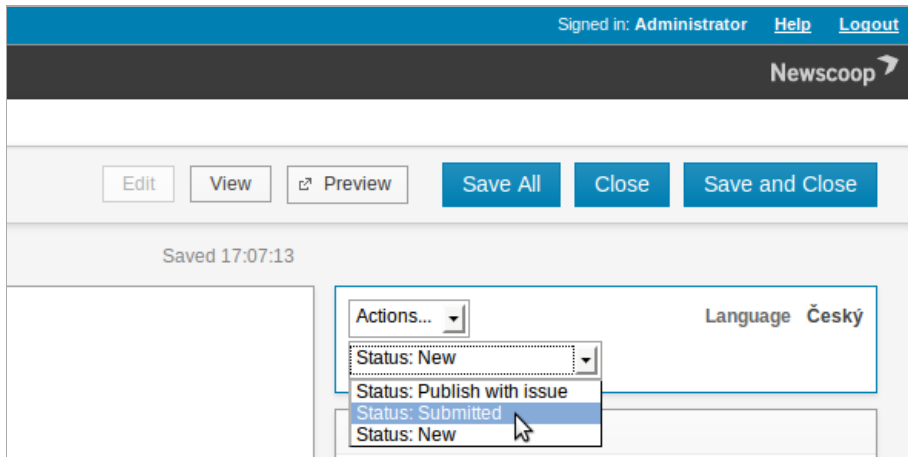 Signed in: Administrator Help Logout
Newscoop
Edit View Preview Save All Close Save and Close
Saved 17:07:13
Actions... Language Český
Status: New
Status: Publish with issue
Status: Submitted
Status: New